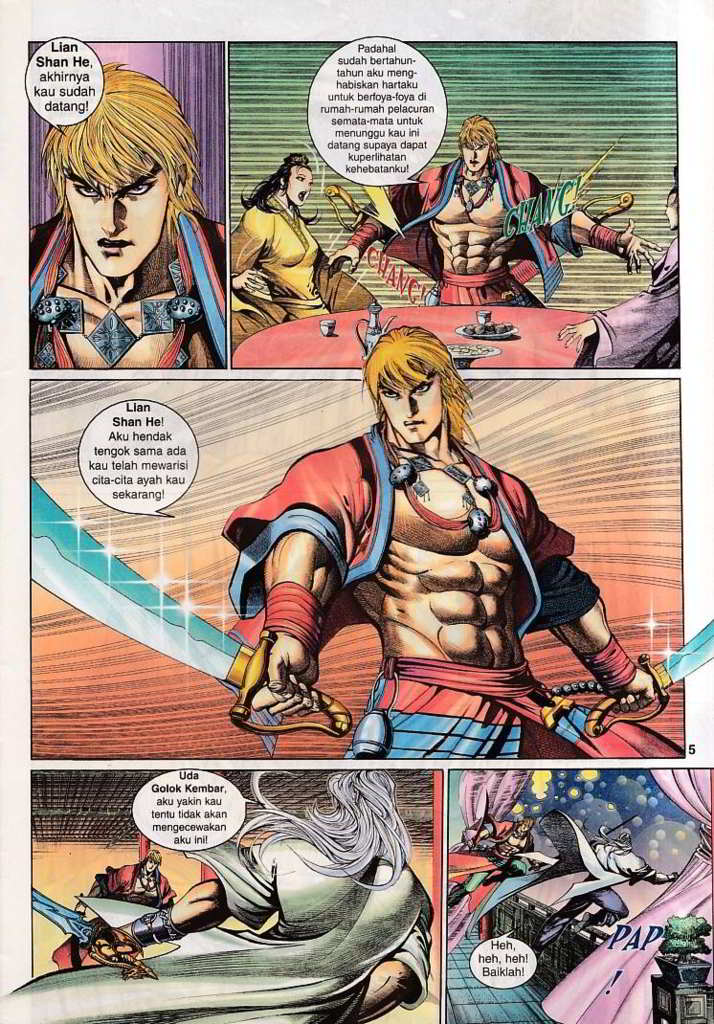 Lian
Shan He,
akhirnya
kau sudah
datang!
Padahal
sudah bertahun-
tahun aku meng-
habiskan hartaku
untuk berfoya-foya di
rumah-rumah pelacuran
semata-mata untuk
menunggu kau ini
datang supaya dapat
kuperlihatan
kehebatanku!
CHANG!
CHANG!
Lian
Shan He!
Aku hendak
tengok sama ada
kau telah mewarisi
cita-cita ayah kau
sekarang!
5
Uda
Golok Kembar,
aku yakin kau
tentu tidak akan
mengecewakan
aku ini!
PAP
!
Heh,
heh, heh!
Baiklah!